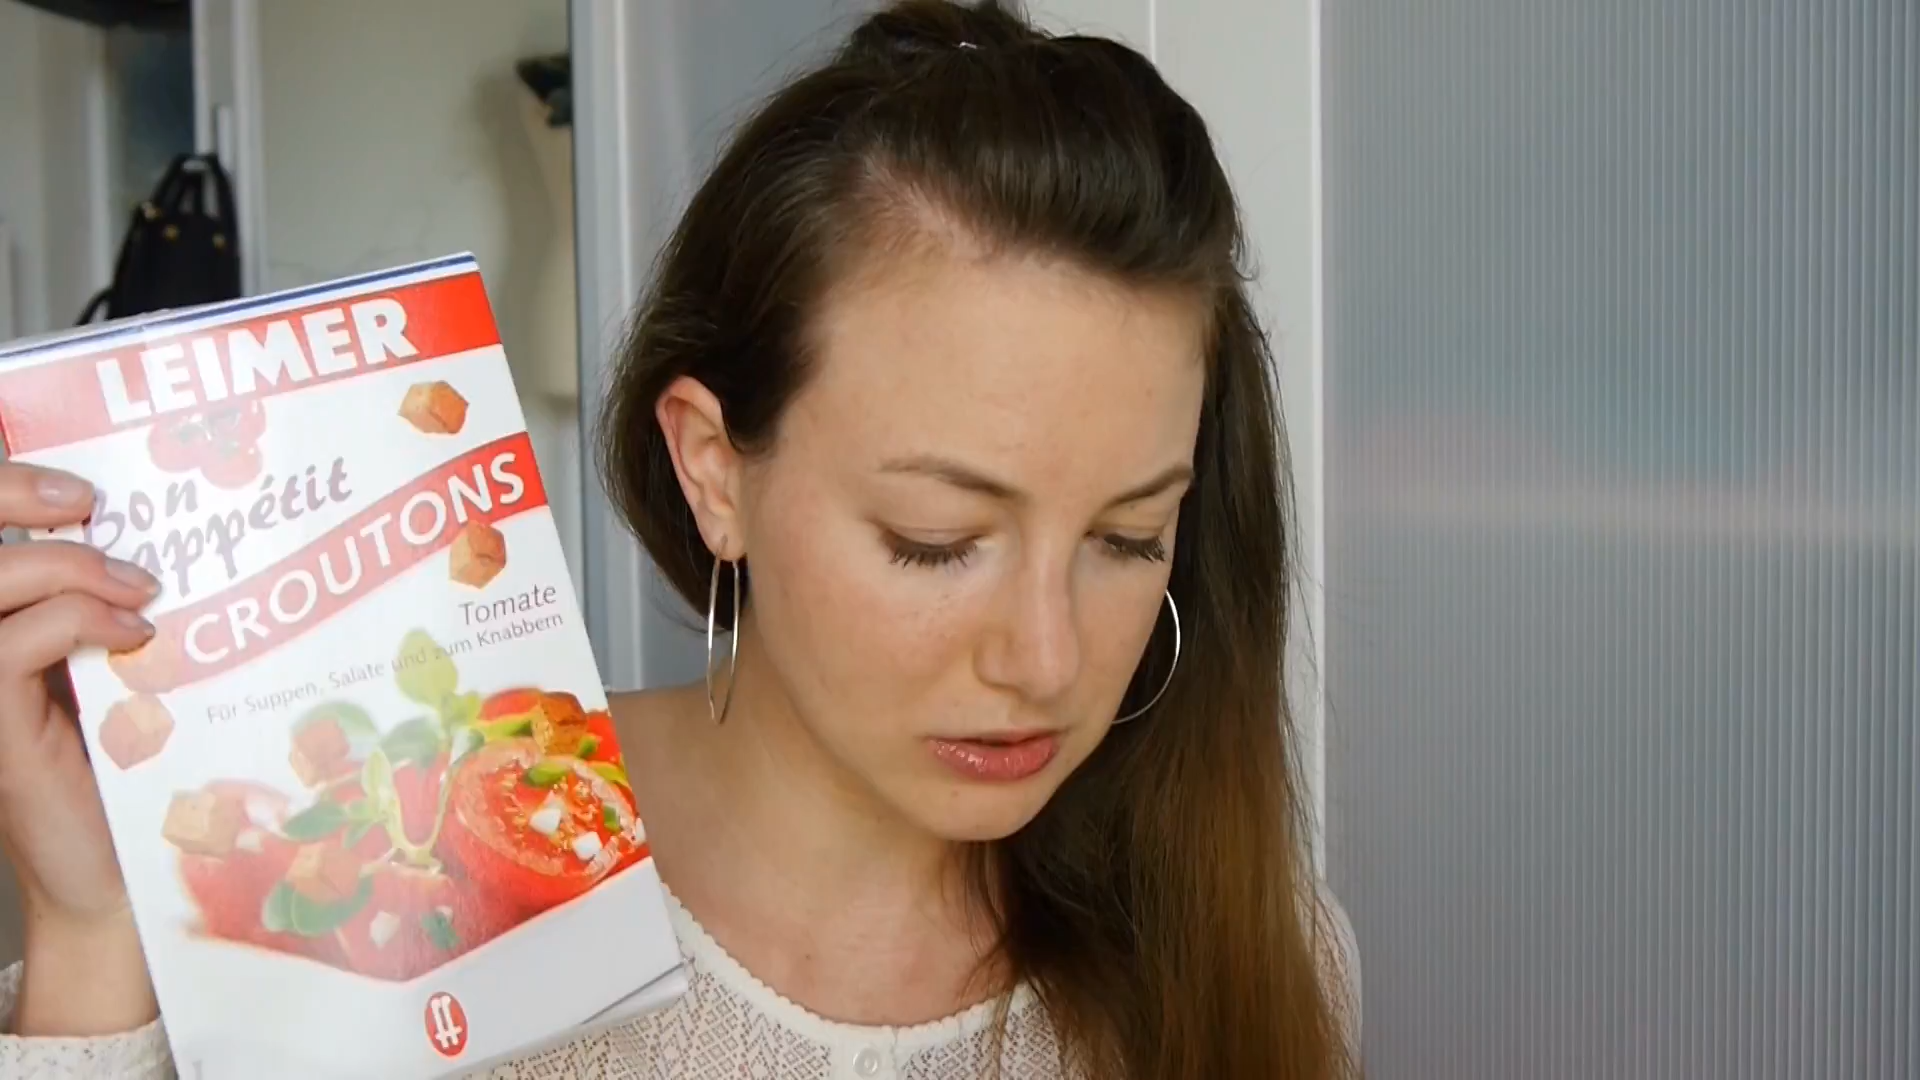 LEIMER
Bon
appétit
CROUTONS
Tomate
Für Suppen, Salate und zum Knabbern